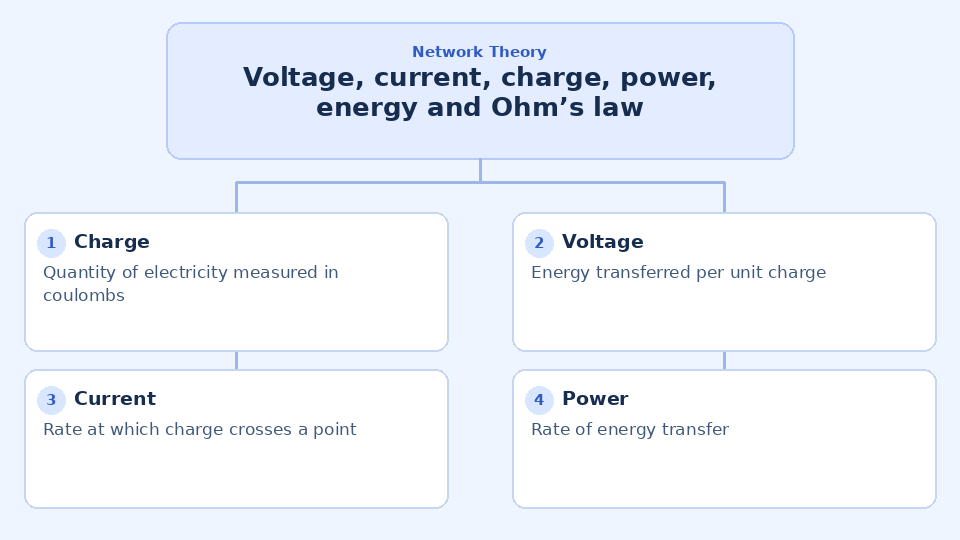 Network Theory
Voltage, current, charge, power,
energy and Ohm’s law
1 Charge
Quantity of electricity measured in
coulombs
2 Voltage
Energy transferred per unit charge
3 Current
Rate at which charge crosses a point
4 Power
Rate of energy transfer